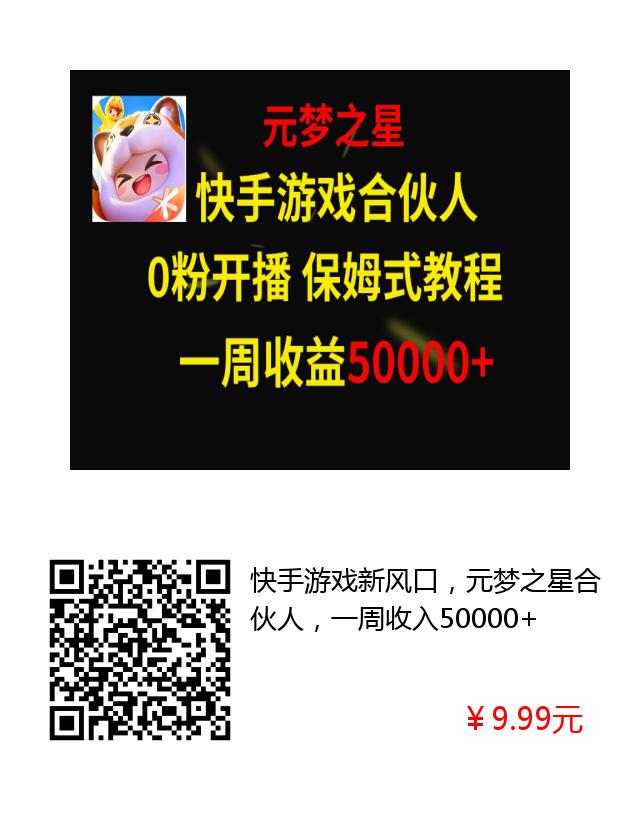 元梦之星
快手游戏合伙人
0粉开播 保姆式教程
一周收益50000+
快手游戏新风口，元梦之星合
伙人，一周收入50000+
￥9.99元